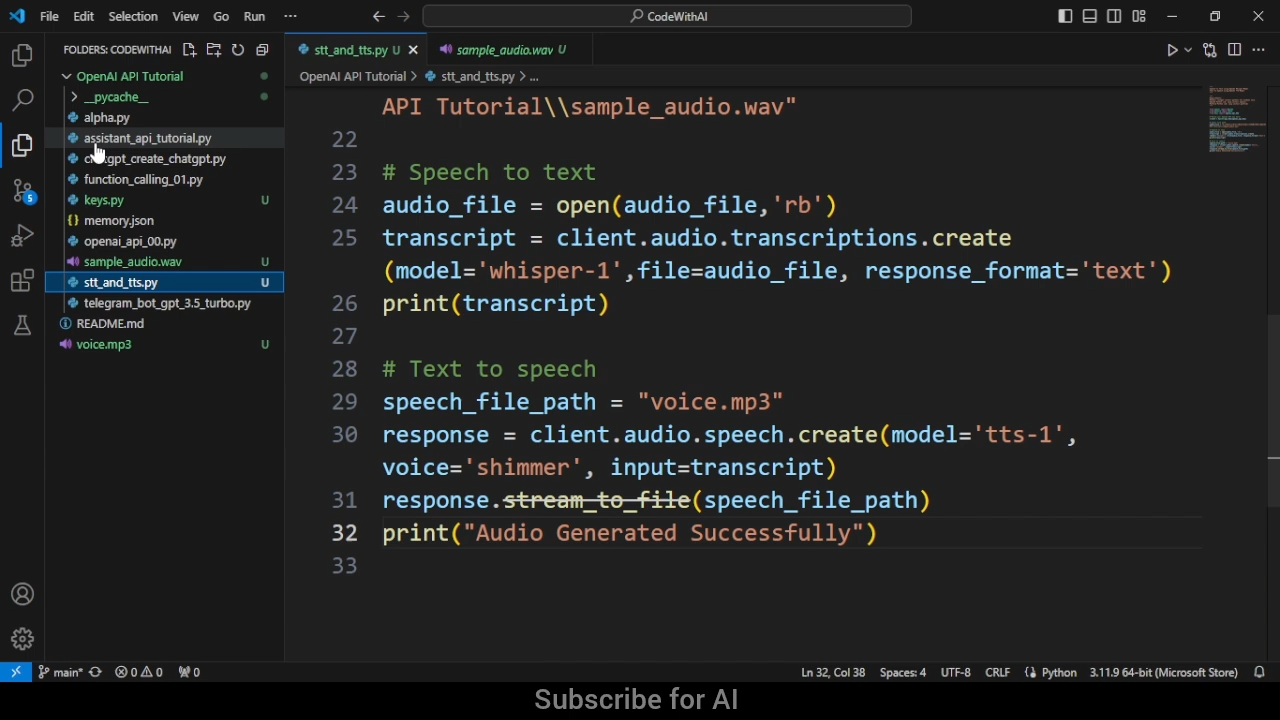 File Edit Selection View Go Run ··· CodeWithAI
FOLDERS: CODEWITHAI
stt_and_tts.py U
sample_audio.wav U
OpenAI API Tutorial > stt_and_tts.py > ...
OpenAI API Tutorial
__pycache__
alpha.py
assistant_api_tutorial.py
gpt_create_chatgpt.py
function_calling_01.py
keys.py U
5
{} memory.json
openai_api_00.py
sample_audio.wav U
stt_and_tts.py U
telegram_bot_gpt_3.5_turbo.py
README.md
voice.mp3 U
API Tutorial\\sample_audio.wav"
22
23 # Speech to text
24 audio_file = open(audio_file,'rb')
25 transcript = client.audio.transcriptions.create
(model='whisper-1',file=audio_file, response_format='text')
26 print(transcript)
27
28 # Text to speech
29 speech_file_path = "voice.mp3"
30 response = client.audio.speech.create(model='tts-1',
voice='shimmer', input=transcript)
31 response.stream_to_file(speech_file_path)
32 print("Audio Generated Successfully")
33
main* 0 0 0 Ln 32, Col 38 Spaces: 4 UTF-8 CRLF Python 3.11.9 64-bit (Microsoft Store)
Subscribe for AI